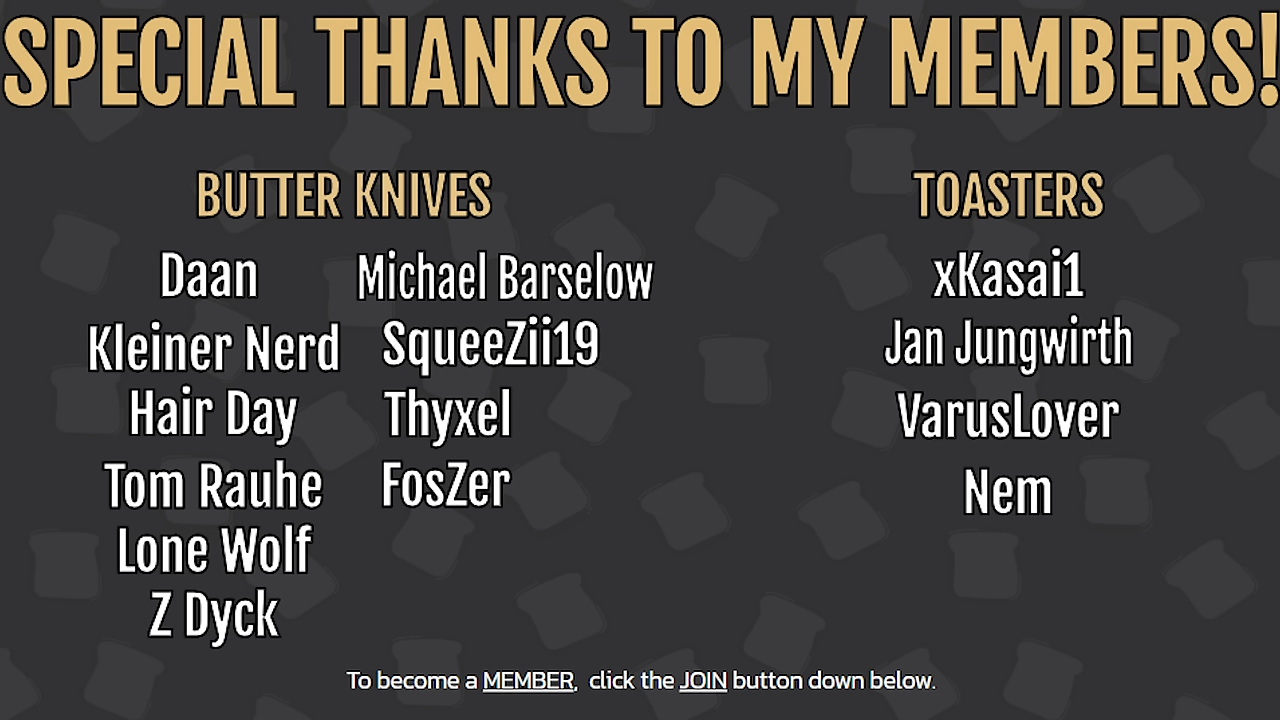 SPECIAL THANKS TO MY MEMBERS!
BUTTER KNIVES
Daan
Kleiner Nerd
Hair Day
Tom Rauhe
Lone Wolf
Z Dyck
Michael Barselow
SqueeZii19
Thyxel
FosZer
TOASTERS
xKasai1
Jan Jungwirth
VarusLover
Nem
To become a MEMBER, click the JOIN button down below.